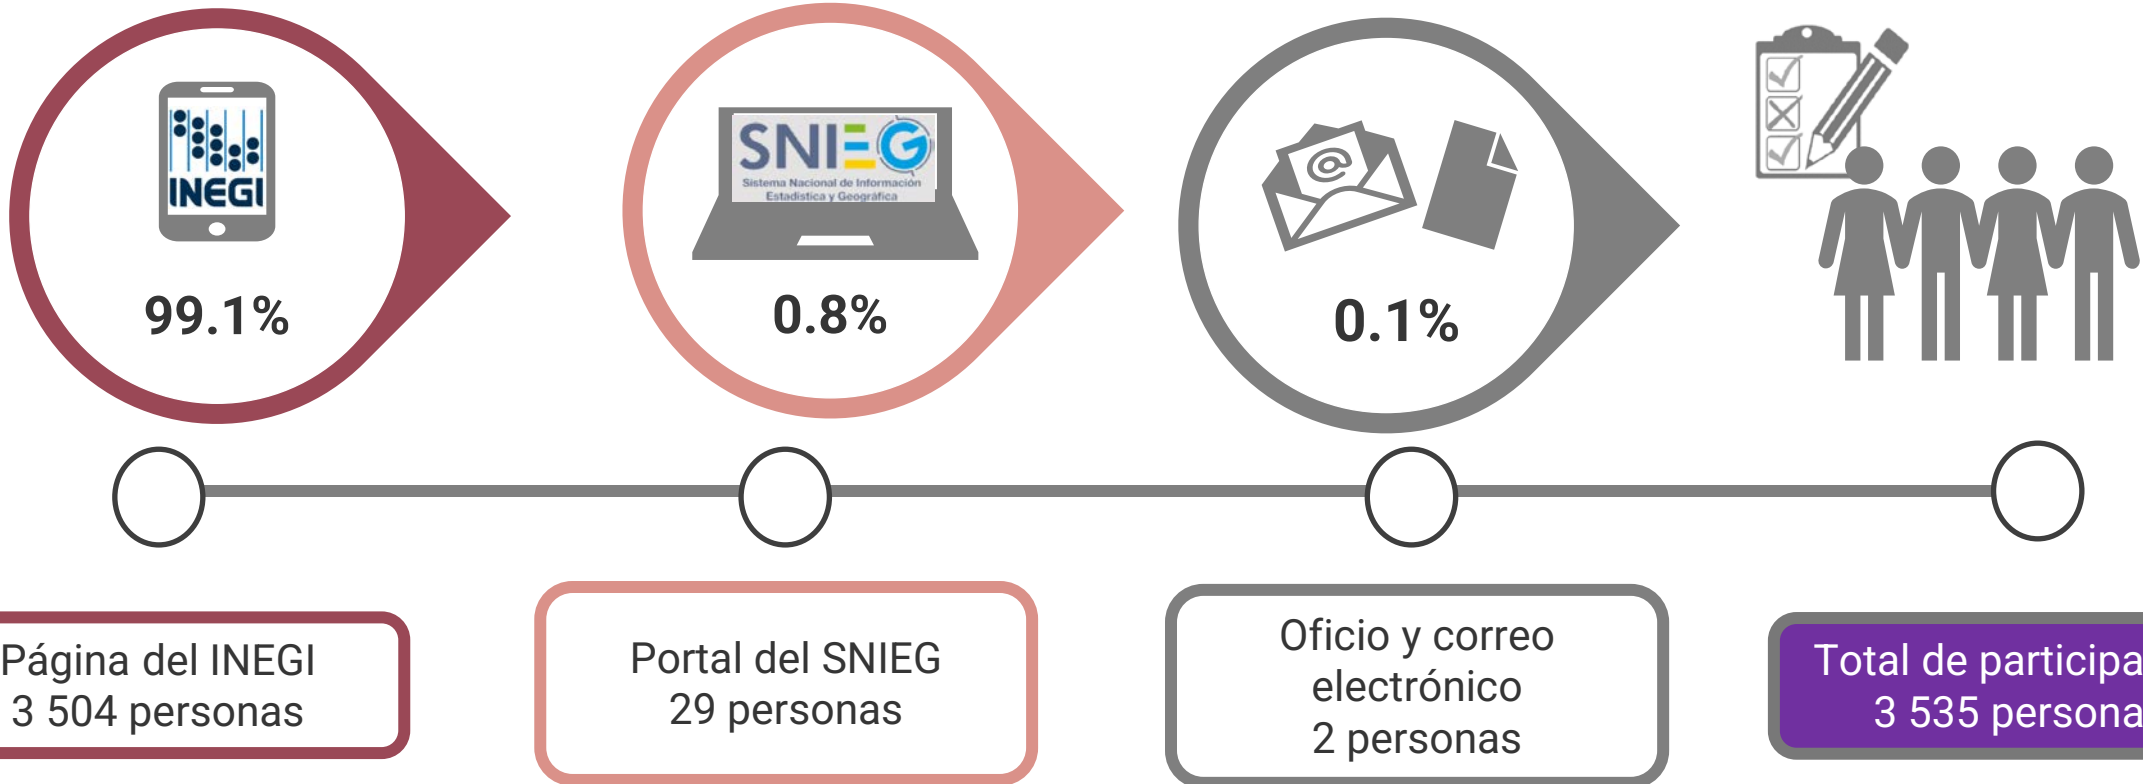 INEGI
99.1%
SNIEG
Sistema Nacional de Información
Estadística y Geográfica
0.8%
@
0.1%
Página del INEGI
3 504 personas
Portal del SNIEG
29 personas
Oficio y correo
electrónico
2 personas
Total de participa
3 535 persona